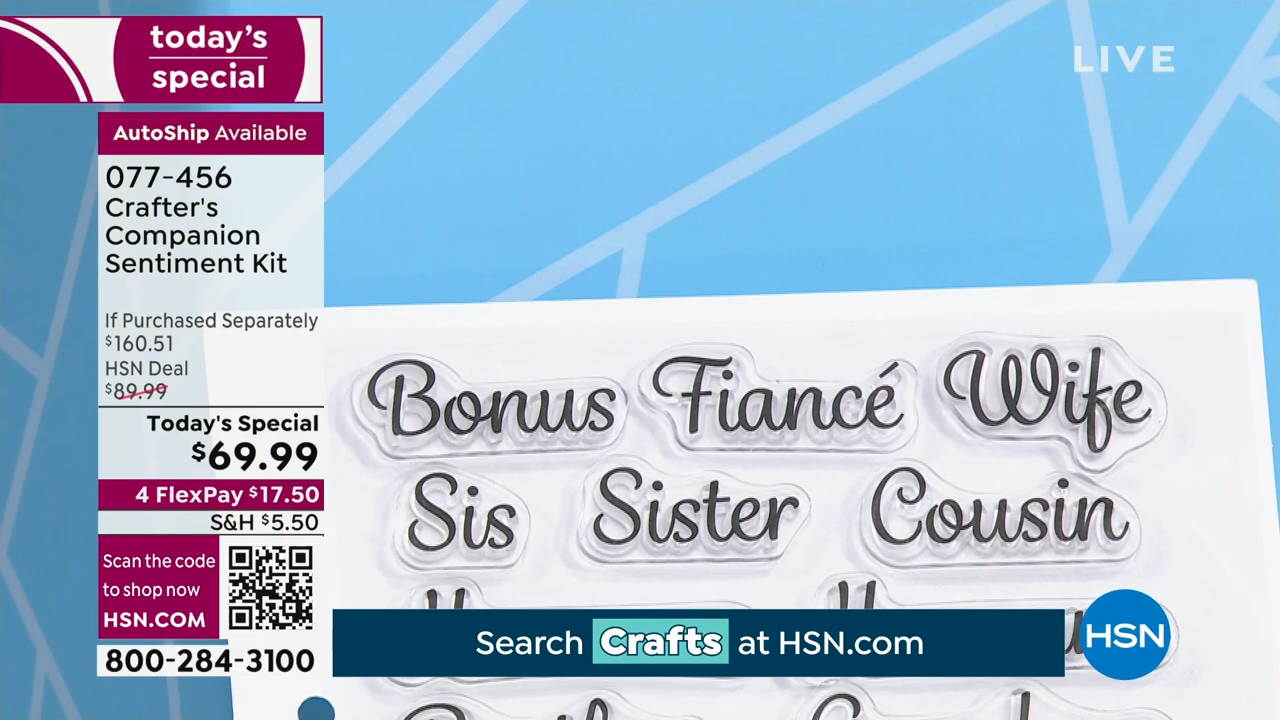 today's
special
LIVE
AutoShip Available
077-456
Crafter's
Companion
Sentiment Kit
If Purchased Separately
$160.51
HSN Deal
$89.99
Today's Special
$69.99
4 FlexPay $17.50
S&H $5.50
Scan the code
to shop now
HSN.COM
800-284-3100
Bonus Fiancé Wife
Sis Sister Cousin
Search Crafts at HSN.com
HSN